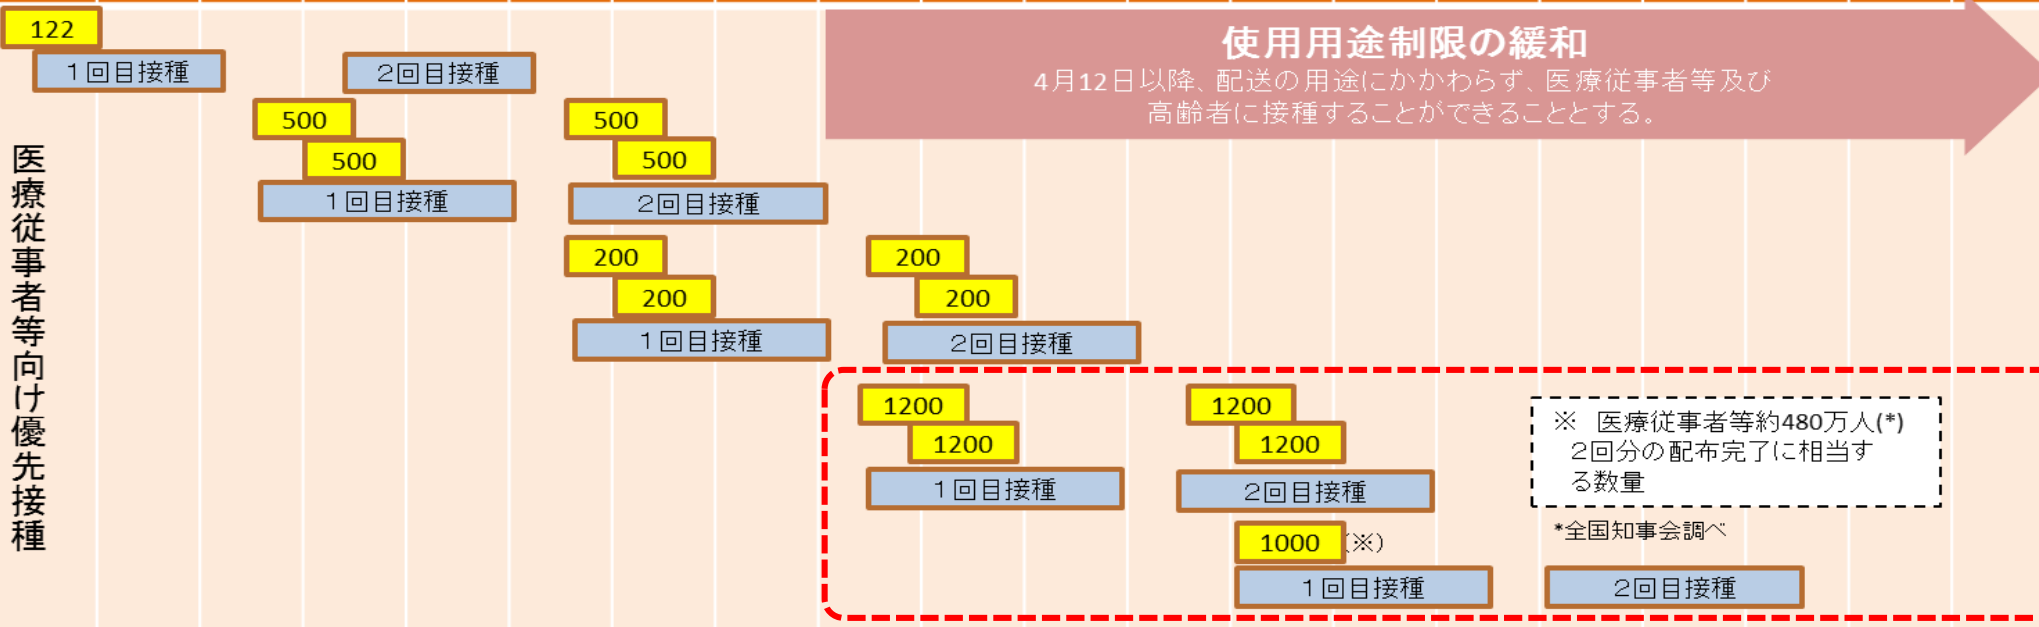 122
1回目接種
2回目接種
使用用途制限の緩和
4月12日以降、配送の用途にかかわらず、医療従事者等及び
高齢者に接種することができることとする。
医療従事者等向け優先接種
500
500
1回目接種
500
500
2回目接種
200
200
1回目接種
200
200
2回目接種
1200
1200
1回目接種
1200
1200
2回目接種
1000
(※)
1回目接種
2回目接種
※ 医療従事者等約480万人(*)
2回分の配布完了に相当す
る数量
*全国知事会調べ